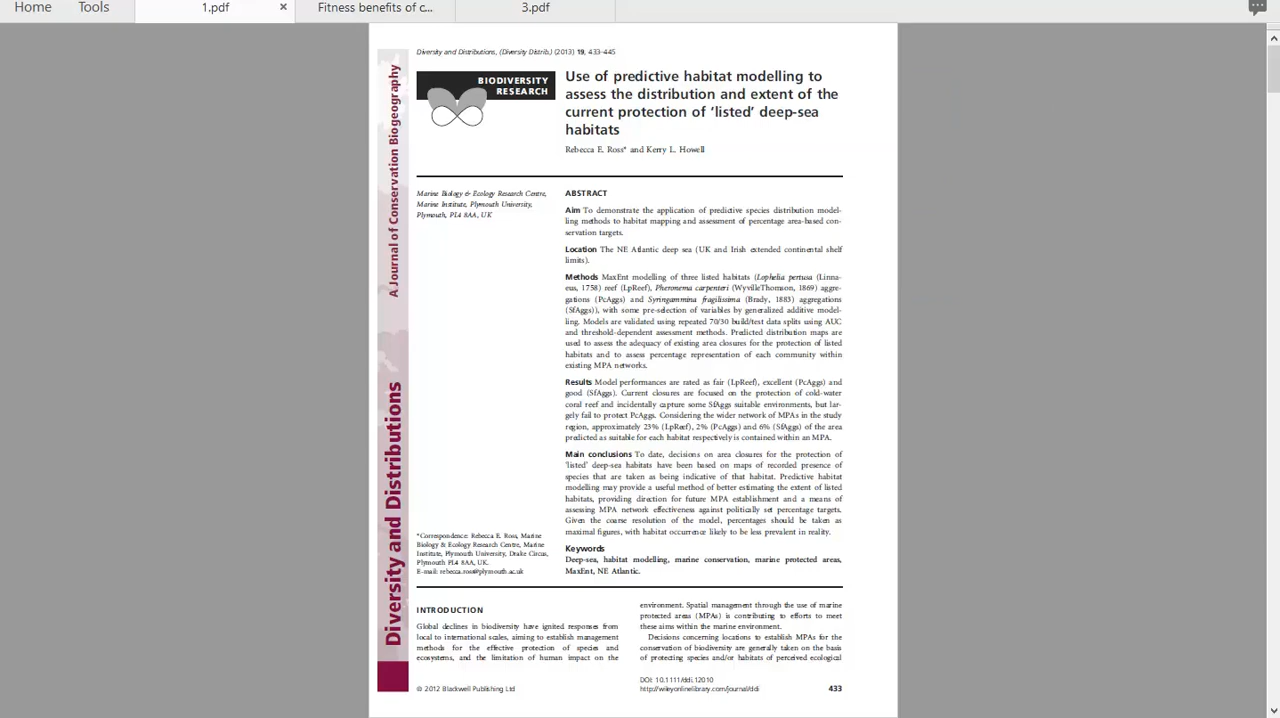 Home
Tools
1.pdf
Fitness benefits of c...
3.pdf
Diversity and Distributions, (Diversity Distrib.) (2013) 19, 433–445
A Journal of Conservation Biogeography
Diversity and Distributions
BIODIVERSITY
RESEARCH
Use of predictive habitat modelling to
assess the distribution and extent of the
current protection of ‘listed’ deep-sea
habitats
Rebecca E. Ross* and Kerry L. Howell
Marine Biology & Ecology Research Centre,
Marine Institute, Plymouth University,
Plymouth, PL4 8AA, UK
ABSTRACT
Aim To demonstrate the application of predictive species distribution model-
ling methods to habitat mapping and assessment of percentage area-based con-
servation targets.
Location The NE Atlantic deep sea (UK and Irish extended continental shelf
limits).
Methods MaxEnt modelling of three listed habitats (Lophelia pertusa (Linna-
eus, 1758) reef (LpReef), Pheronema carpenteri (WyvilleThomson, 1869) aggre-
gations (PcAggs) and Syringammina fragilissima (Brady, 1883) aggregations
(SfAggs)), with some pre-selection of variables by generalized additive model-
ling. Models are validated using repeated 70/30 build/test data splits using AUC
and threshold-dependent assessment methods. Predicted distribution maps are
used to assess the adequacy of existing area closures for the protection of listed
habitats and to assess percentage representation of each community within
existing MPA networks.
Results Model performances are rated as fair (LpReef), excellent (PcAggs) and
good (SfAggs). Current closures are focused on the protection of cold-water
coral reef and incidentally capture some SfAggs suitable environments, but lar-
gely fail to protect PcAggs. Considering the wider network of MPAs in the study
region, approximately 23% (LpReef), 2% (PcAggs) and 6% (SfAggs) of the area
predicted as suitable for each habitat respectively is contained within an MPA.
Main conclusions To date, decisions on area closures for the protection of
‘listed’ deep-sea habitats have been based on maps of recorded presence of
species that are taken as being indicative of that habitat. Predictive habitat
modelling may provide a useful method of better estimating the extent of listed
habitats, providing direction for future MPA establishment and a means of
assessing MPA network effectiveness against politically set percentage targets.
Given the coarse resolution of the model, percentages should be taken as
maximal figures, with habitat occurrence likely to be less prevalent in reality.
Keywords
Deep-sea, habitat modelling, marine conservation, marine protected areas,
MaxEnt, NE Atlantic.
*Correspondence: Rebecca E. Ross, Marine
Biology & Ecology Research Centre, Marine
Institute, Plymouth University, Drake Circus,
Plymouth PL4 8AA, UK.
E-mail: rebecca.ross@plymouth.ac.uk
INTRODUCTION
Global declines in biodiversity have ignited responses from
local to international scales, aiming to establish management
methods for the effective protection of species and
ecosystems, and the limitation of human impact on the
environment. Spatial management through the use of marine
protected areas (MPAs) is contributing to efforts to meet
these aims within the marine environment.
Decisions concerning locations to establish MPAs for the
conservation of biodiversity are generally taken on the basis
of protecting species and/or habitats of perceived ecological
© 2012 Blackwell Publishing Ltd
DOI: 10.1111/ddi.12010
http://wileyonlinelibrary.com/journal/ddi
433